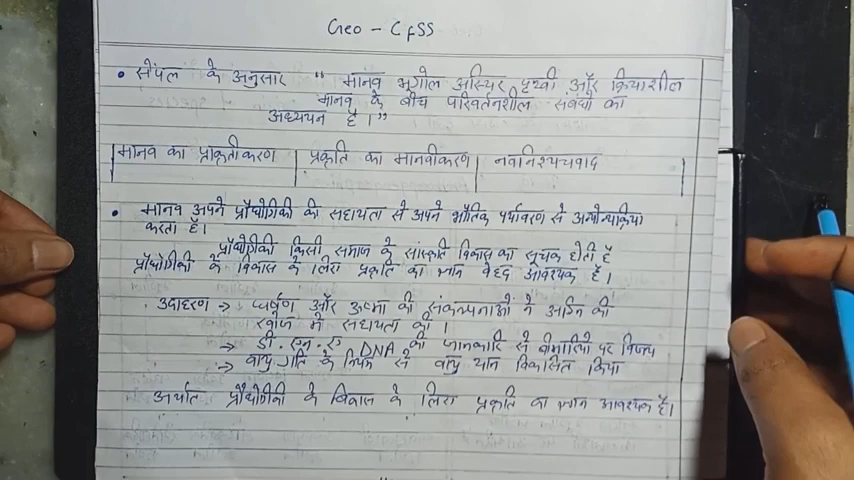 Geo - CfSS
• सेंपल के अनुसार " मानव भूगोल अस्थिर पृथ्वी और क्रियाशील
मानव के बीच परिवर्तनशील संबंधो का
अध्ययन है।"
मानव का प्राकृतीकरण | प्रकृति का मानवीकरण | नवनिश्चयवाद
• मानव अपने प्रौद्योगिकी की सहायता से अपने भौतिक पर्यावरण से अन्योन्यक्रिया
करता है।
प्रौद्योगिकी किसी समाज के सांस्कृति विकास का सूचक होती है
प्रौद्योगिकी के विकास के लिए प्रकृति का ज्ञान बेहद आवश्यक है।
उदाहरण → घर्षण और ऊष्मा की संकल्पनाओं ने अग्नि की
खोज में सहायता की।
→ डी. एन. ए DNA की जानकारि से बीमारियो पर विजय
→ वायु गति के नियम से वायु यान विकसित किया
अर्थात प्रौद्योगिकी के विकास के लिए प्रकृति का ज्ञान आवश्यक है।